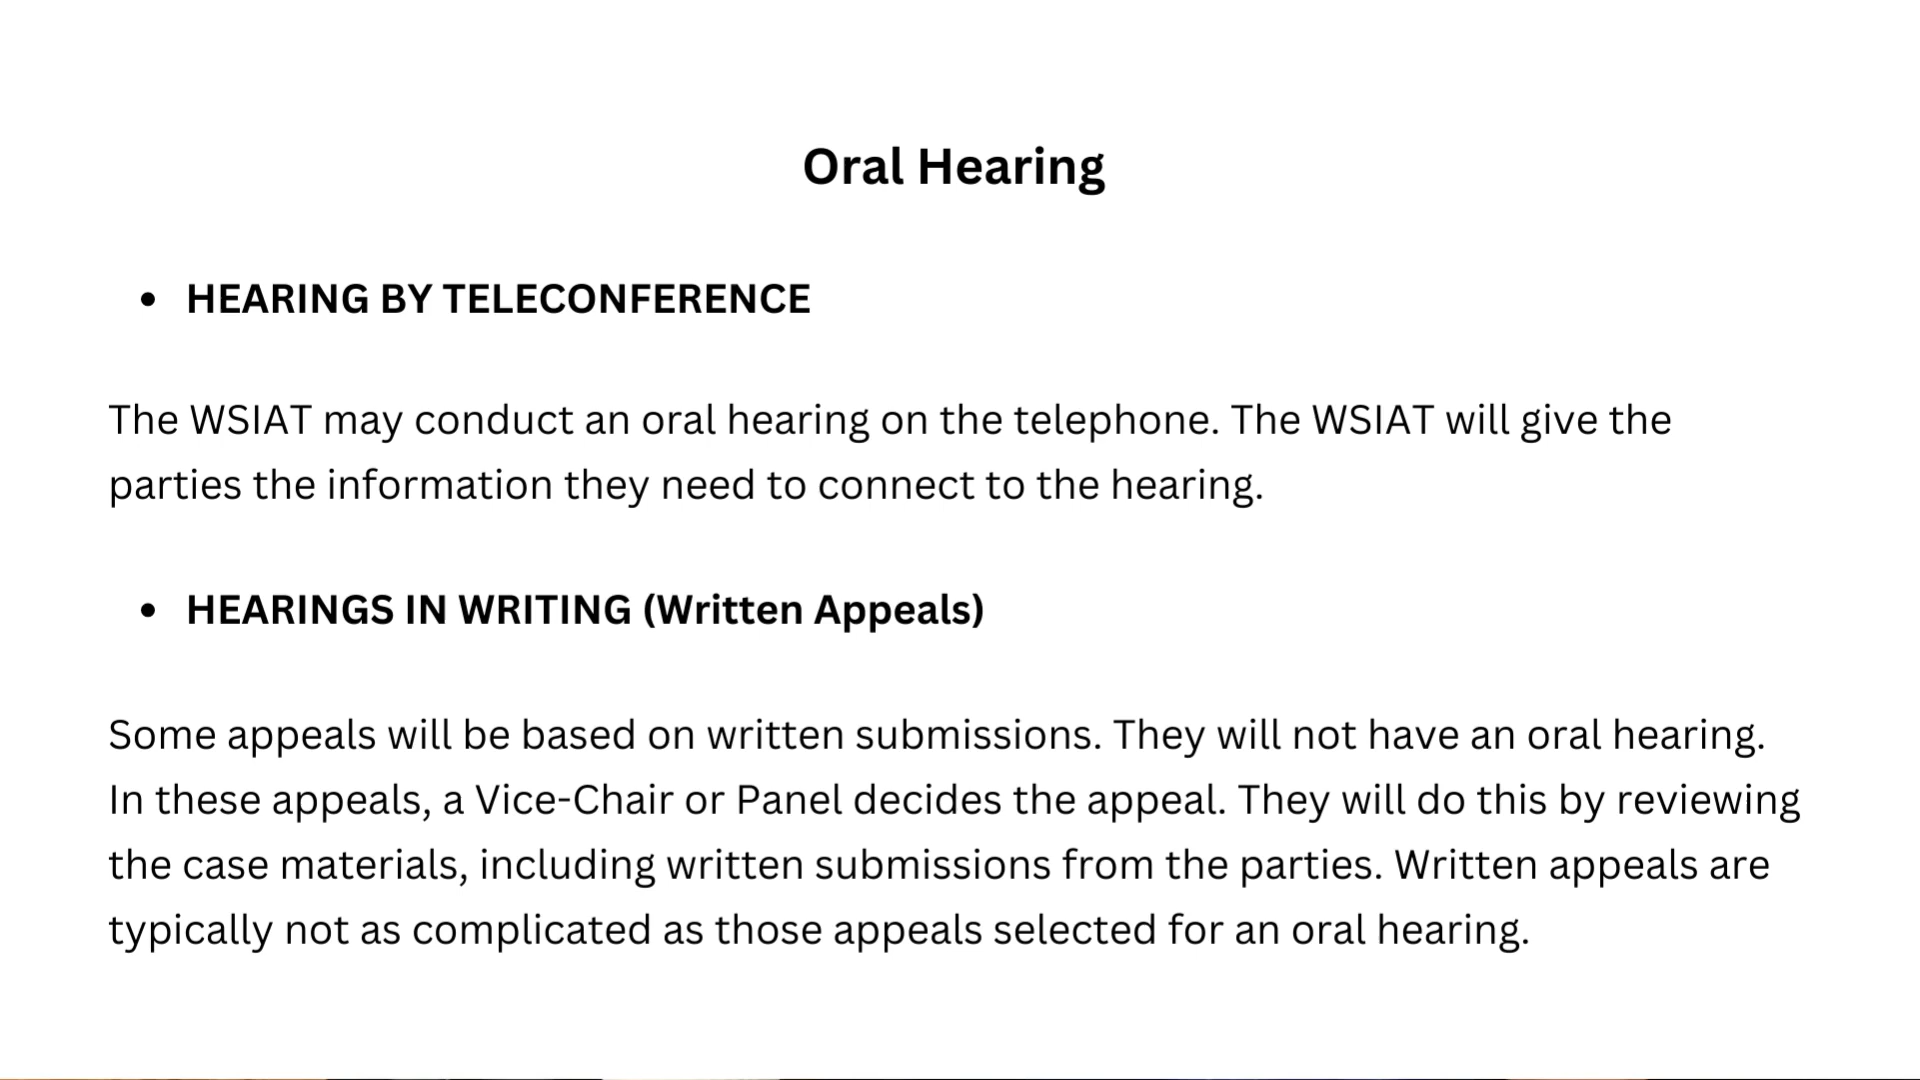 Oral Hearing
• HEARING BY TELECONFERENCE
The WSIAT may conduct an oral hearing on the telephone. The WSIAT will give the
parties the information they need to connect to the hearing.
• HEARINGS IN WRITING (Written Appeals)
Some appeals will be based on written submissions. They will not have an oral hearing.
In these appeals, a Vice-Chair or Panel decides the appeal. They will do this by reviewing
the case materials, including written submissions from the parties. Written appeals are
typically not as complicated as those appeals selected for an oral hearing.